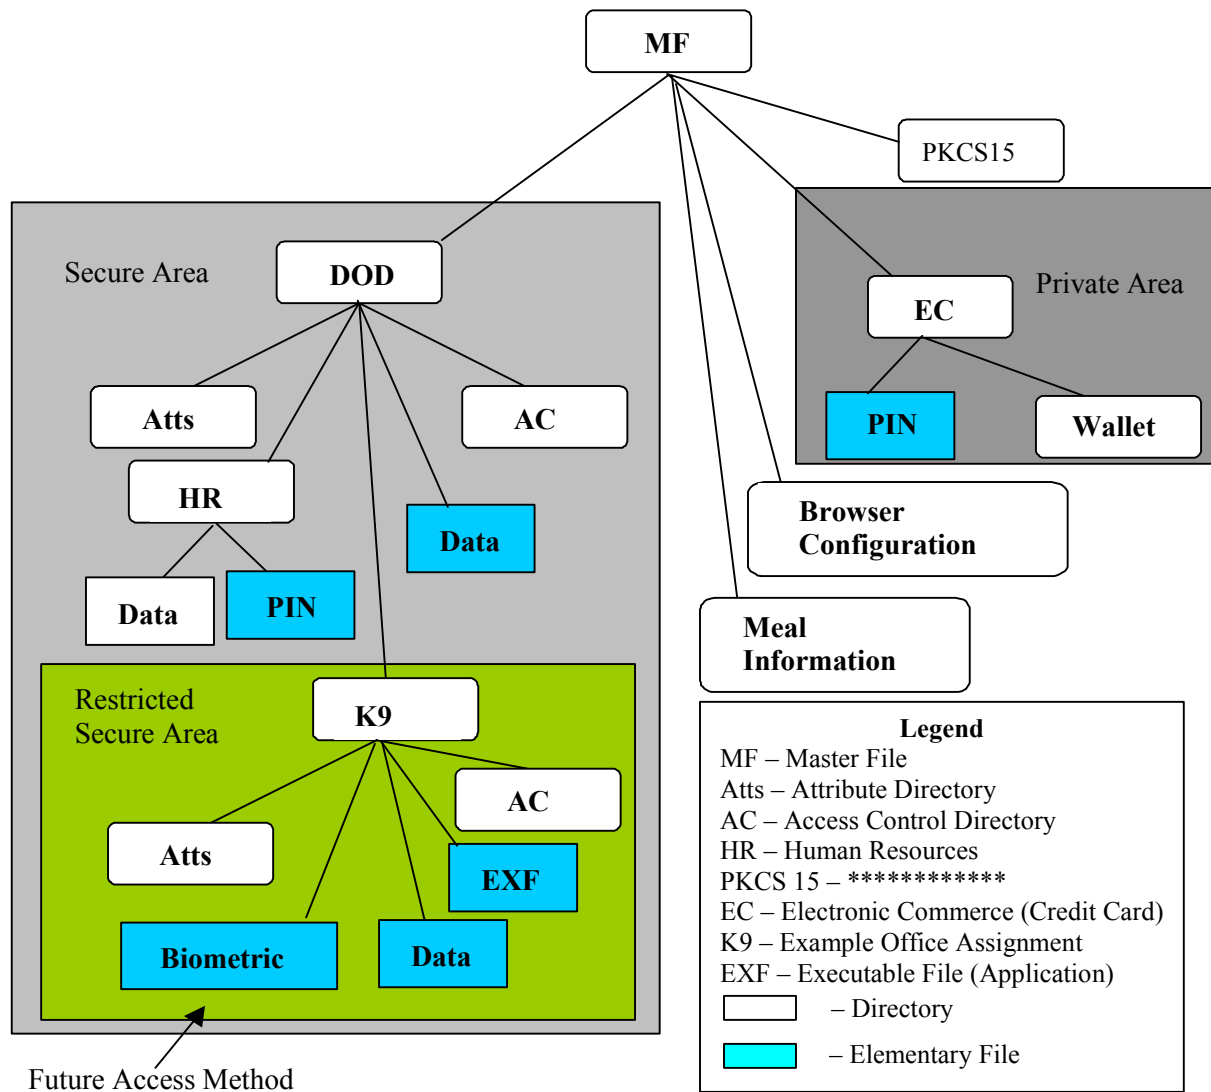 MF
PKCS15
Secure Area
DOD
Private Area
EC
Atts
AC
PIN
Wallet
HR
Data
Browser
Configuration
Data
PIN
Meal
Information
Restricted
Secure Area
K9
AC
Atts
EXF
Biometric
Data
Future Access Method
Legend
MF – Master File
Atts – Attribute Directory
AC – Access Control Directory
HR – Human Resources
PKCS 15 – ************
EC – Electronic Commerce (Credit Card)
K9 – Example Office Assignment
EXF – Executable File (Application)
– Directory
– Elementary File